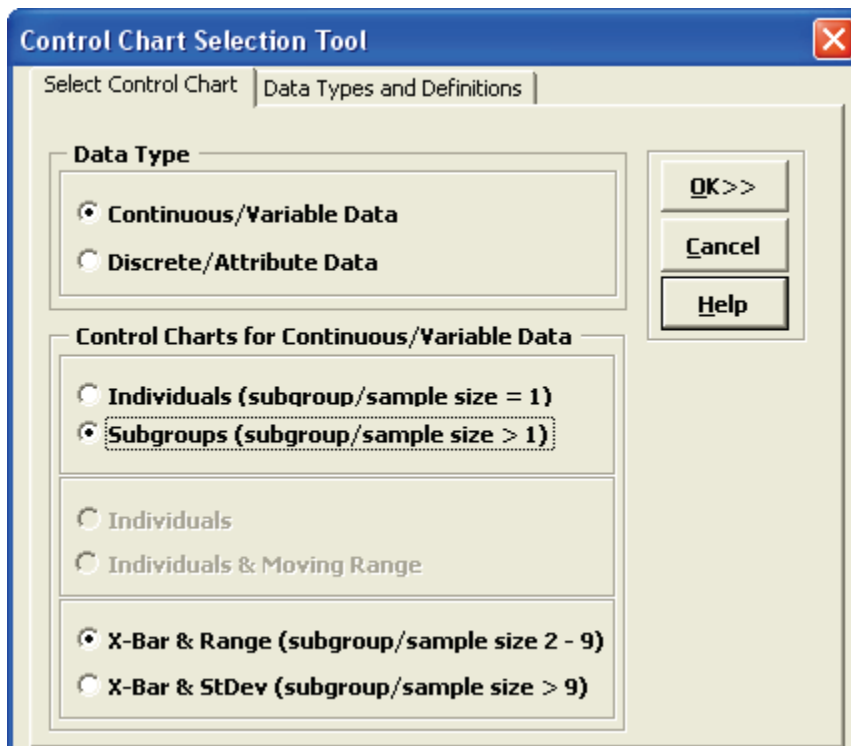 Control Chart Selection Tool
Select Control Chart
Data Types and Definitions
Data Type
Continuous/Variable Data
Discrete/Attribute Data
OK>>
Cancel
Help
Control Charts for Continuous/Variable Data
Individuals (subgroup/sample size = 1)
Subgroups (subgroup/sample size > 1)
Individuals
Individuals & Moving Range
X-Bar & Range (subgroup/sample size 2 - 9)
X-Bar & StDev (subgroup/sample size > 9)